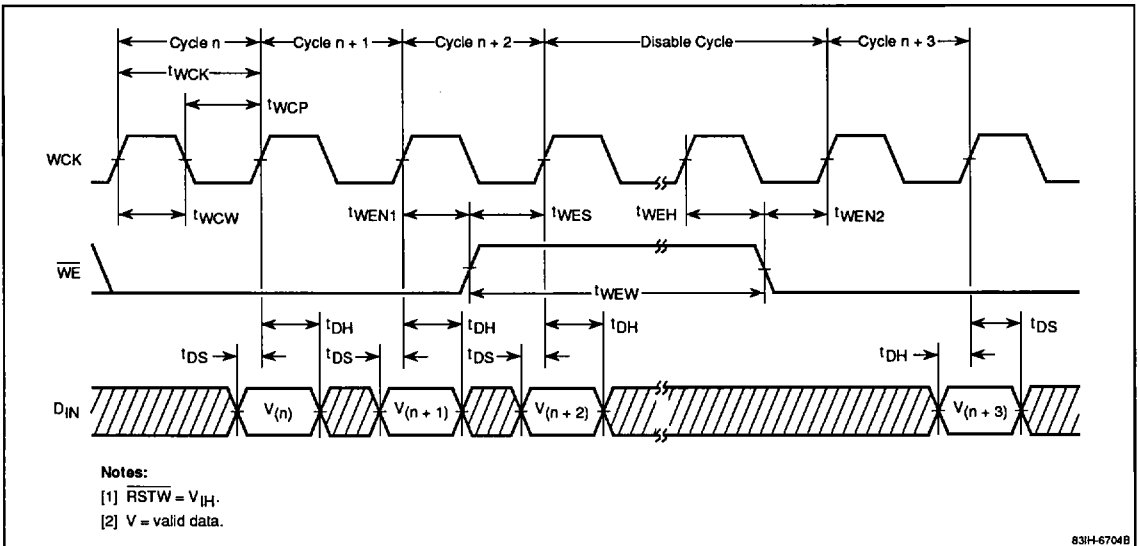 Cycle n Cycle n + 1 Cycle n + 2 Disable Cycle Cycle n + 3
tWCK
tWCP
WCK
tWCW tWEN1 tWES tWEH tWEN2
WE
tWEW
tDH tDH tDH tDS
tDS tDS tDS tDH
DIN V(n) V(n + 1) V(n + 2) V(n + 3)
Notes:
[1] RSTW = VIH.
[2] V = valid data.
83IH-6704B